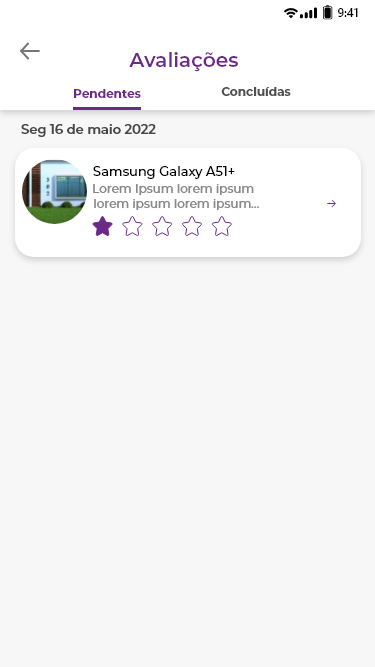 9:41
Avaliações
Pendentes
Concluídas
Seg 16 de maio 2022
Samsung Galaxy A51+
Lorem Ipsum lorem ipsum
lorem ipsum lorem ipsum...